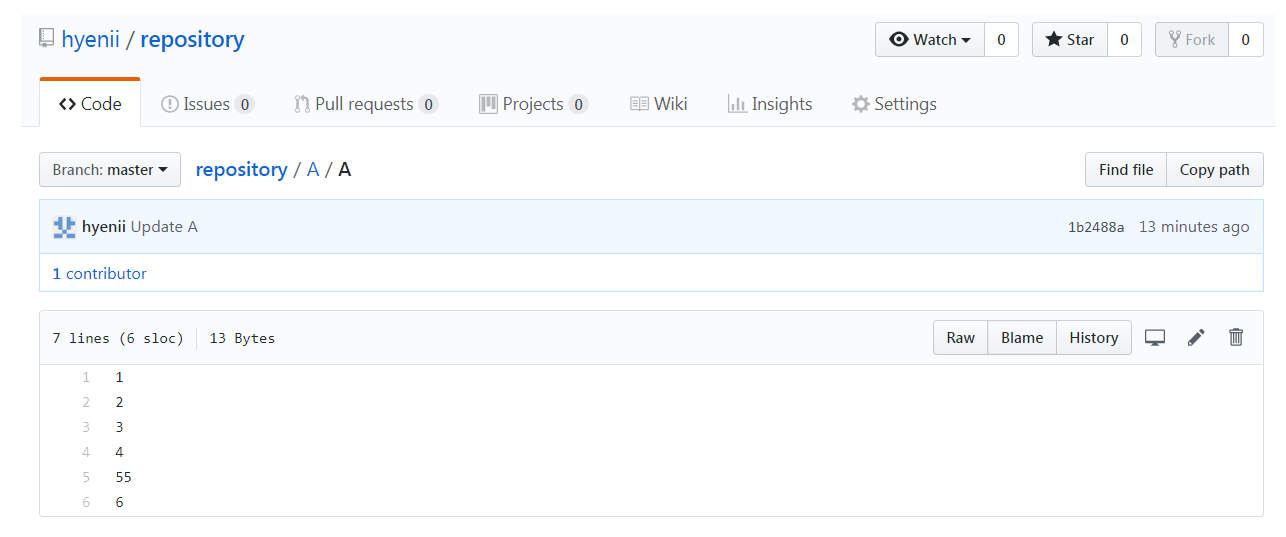 hyenii / repository
Watch 0 Star 0 Fork 0
Code Issues 0 Pull requests 0 Projects 0 Wiki Insights Settings
Branch: master repository / A / A Find file Copy path
hyenii Update A 1b2488a 13 minutes ago
1 contributor
7 lines (6 sloc) 13 Bytes Raw Blame History
1 1
2 2
3 3
4 4
5 55
6 6